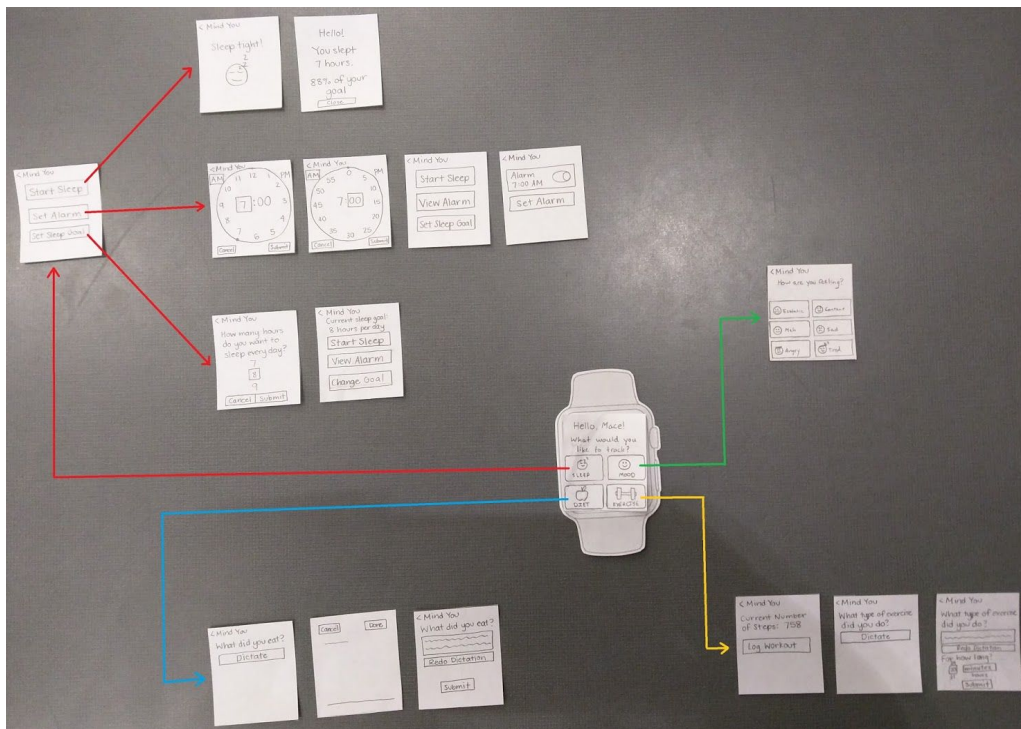 < Mind You
Sleep tight!
z
z
Hello!
You slept
7 hours.
88% of your
goal
Close
< Mind You
Start Sleep
Set Alarm
Set Sleep Goal
< Mind You
AM
PM
11 12 1
10 2
9 7:00 3
8
7 6 5
Cancel
Submit
< Mind You
AM
PM
55 0 5
50 10
45 7:00 15
40 20
35 30 25
Cancel
Submit
< Mind You
Start Sleep
View Alarm
Set Sleep Goal
< Mind You
Alarm
7:00 AM
Set Alarm
< Mind You
How many hours
do you want to
sleep every day?
7
8
9
Cancel
Submit
< Mind You
Current sleep goal:
8 hours per day
Start Sleep
View Alarm
Change Goal
< Mind You
How are you feeling?
Ecstatic
Content
Meh
Sad
Angry
Tired
Hello, Mace!
What would you
like to track?
SLEEP
MOOD
DIET
< Mind You
What did you eat?
Dictate
Cancel
Done
< Mind You
What did you eat?
Redo Dictation
Submit
< Mind You
Current Number
of Steps: 758
Log Workout
< Mind You
What type of exercise
did you do?
Dictate
< Mind You
What type of exercise
did you do?
Redo Dictation
For how long?
minutes
hours
Submit